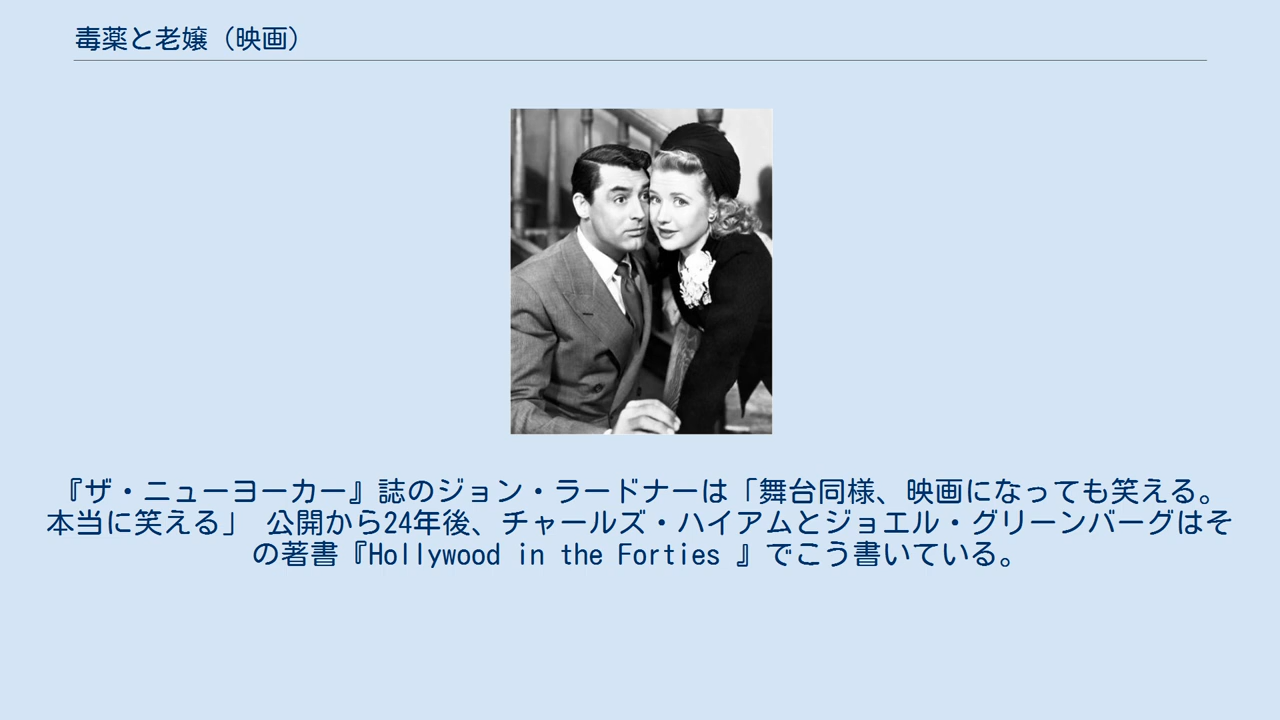 毒薬と老嬢（映画）
『ザ・ニューヨーカー』誌のジョン・ラードナーは「舞台同様、映画になっても笑える。
本当に笑える」 公開から24年後、チャールズ・ハイアムとジョエル・グリーンバーグはそ
の著書『Hollywood in the Forties 』でこう書いている。